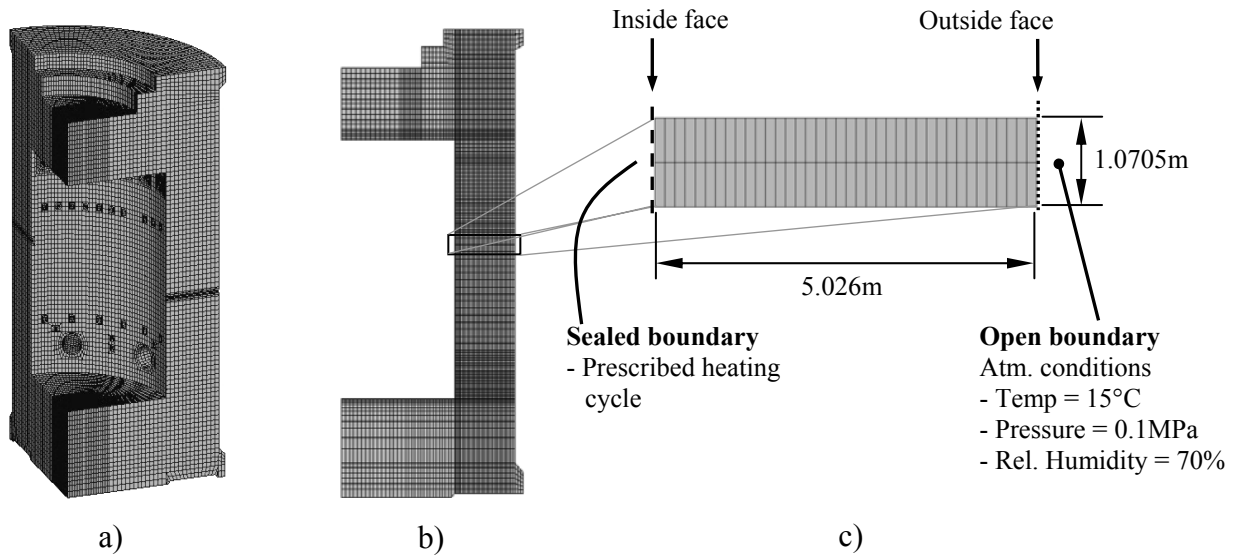 Inside face
Outside face
1.0705m
5.026m
Sealed boundary
- Prescribed heating
cycle
Open boundary
Atm. conditions
- Temp = 15°C
- Pressure = 0.1MPa
- Rel. Humidity = 70%
a)
b)
c)